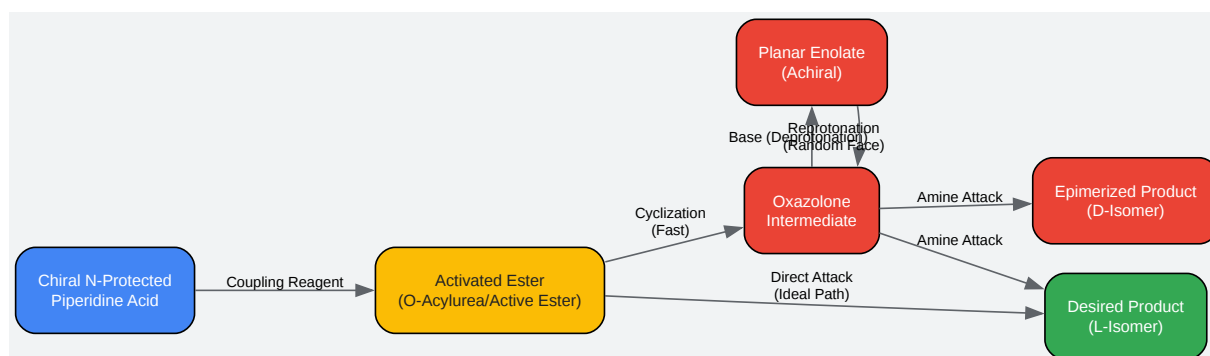 Planar Enolate
(Achiral)
Base (Deprotonation)
Reprotonation
(Random Face)
Oxazolone
Intermediate
Amine Attack
Epimerized Product
(D-Isomer)
Cyclization
(Fast)
Amine Attack
Chiral N-Protected
Piperidine Acid
Coupling Reagent
Activated Ester
(O-Acylurea/Active Ester)
Direct Attack
(Ideal Path)
Desired Product
(L-Isomer)